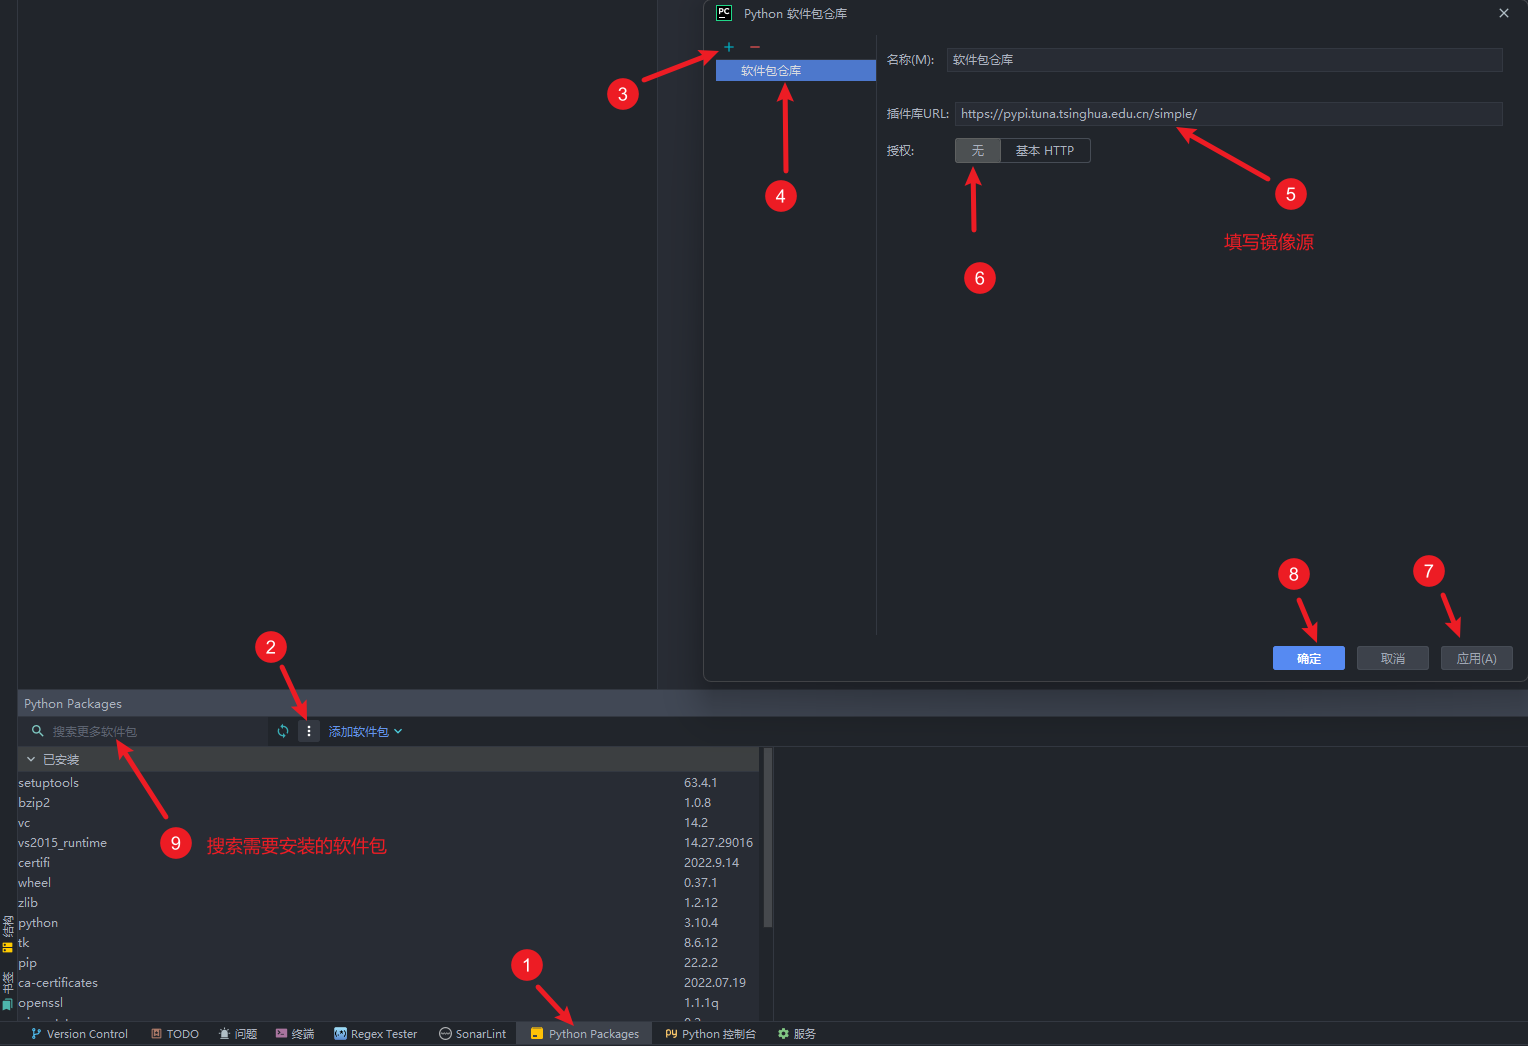 PC Python 软件包仓库
3
软件包仓库
名称(M): 软件包仓库
插件库URL: https://pypi.tuna.tsinghua.edu.cn/simple/
授权: 无 基本 HTTP
4
5
填写镜像源
6
8
7
确定 取消 应用(A)
2
Python Packages
搜索更多软件包 添加软件包
已安装
setuptools 63.4.1
bzip2 1.0.8
vc 14.2
vs2015_runtime 14.27.29016
certifi 2022.9.14
wheel 0.37.1
zlib 1.2.12
python 3.10.4
tk 8.6.12
pip 22.2.2
ca-certificates 2022.07.19
openssl 1.1.1q
9 搜索需要安装的软件包
结构
书签
1
Version Control TODO 问题 终端 Regex Tester SonarLint Python Packages Python 控制台 服务